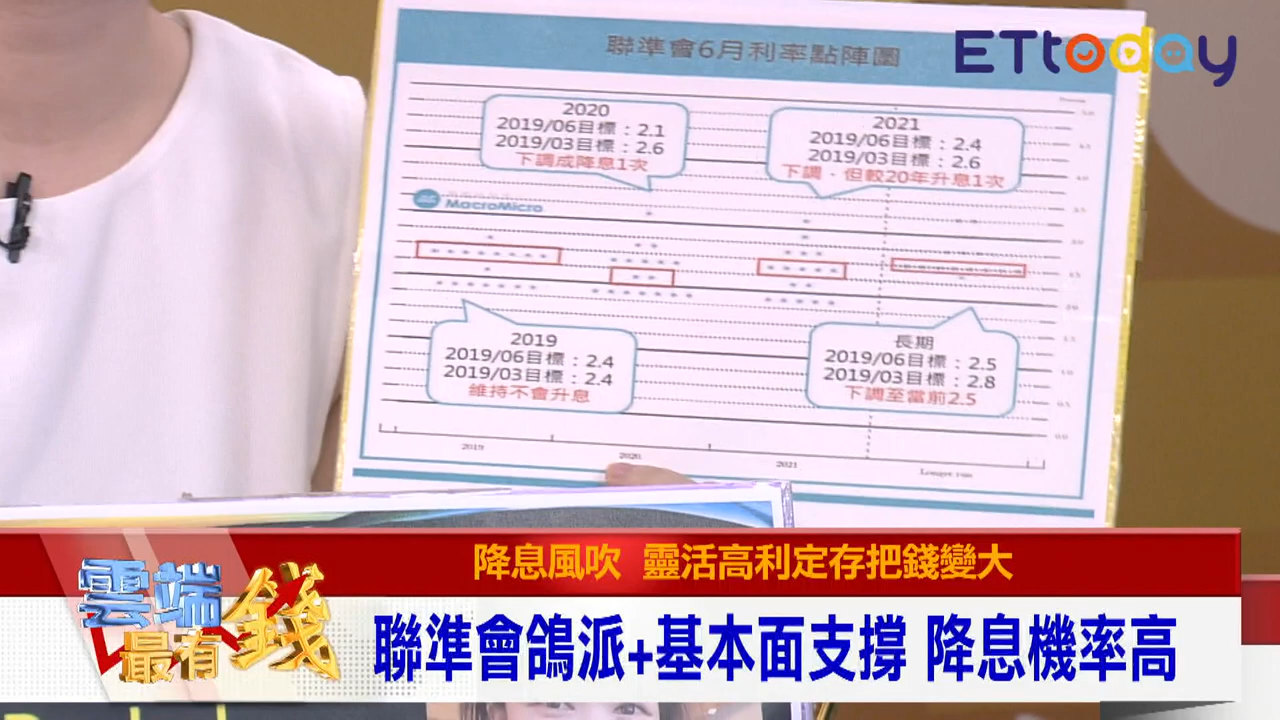 ETtoday
聯準會6月利率點陣圖
2020
2019/06目標：2.1
2019/03目標：2.6
下調成降息1次
2021
2019/06目標：2.4
2019/03目標：2.6
下調，但較20年升息1次
MacroMicro
2019
2019/06目標：2.4
2019/03目標：2.4
維持不會升息
長期
2019/06目標：2.5
2019/03目標：2.8
下調至當前2.5
2019
2020
2021
Longer run
降息風吹 靈活高利定存把錢變大
雲端最有錢
聯準會鴿派+基本面支撐 降息機率高